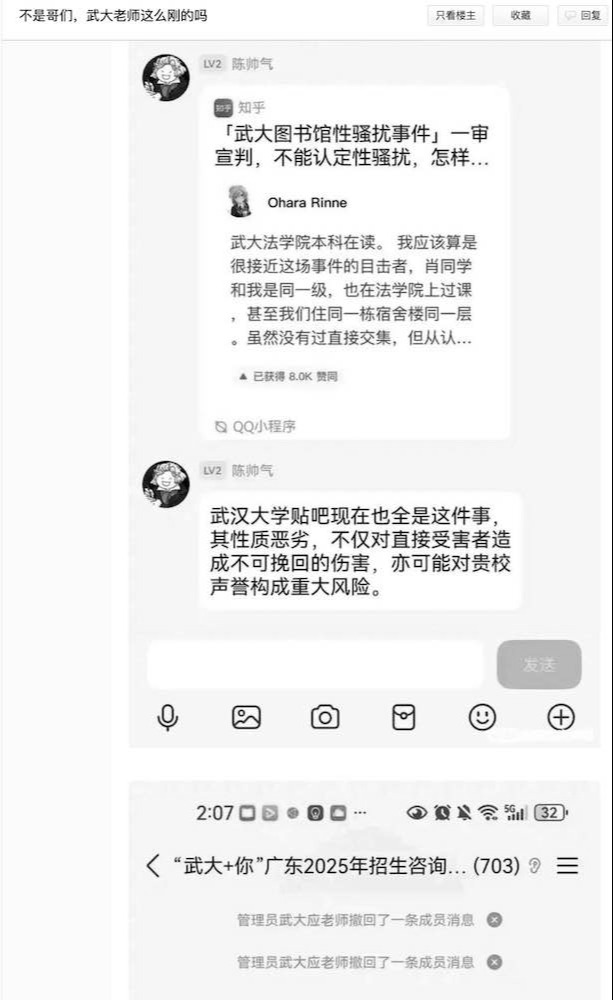 不是哥们，武大老师这么刚的吗
只看楼主
收藏
回复
LV2 陈帅气
知乎 知乎
「武大图书馆性骚扰事件」一审
宣判，不能认定性骚扰，怎样...
Ohara Rinne
武大法学院本科在读。 我应该算是
很接近这场事件的目击者，肖同学
和我是同一级，也在法学院上过课
，甚至我们住同一栋宿舍楼同一层
。虽然没有过直接交集，但从认...
▲ 已获得 8.0K 赞同
QQ小程序
LV2 陈帅气
武汉大学贴吧现在也全是这件事，
其性质恶劣，不仅对直接受害者造
成不可挽回的伤害，亦可能对贵校
声誉构成重大风险。
发送
2:07 ... 5G 32
“武大+你”广东2025年招生咨询... (703)
管理员武大应老师撤回了一条成员消息
管理员武大应老师撤回了一条成员消息